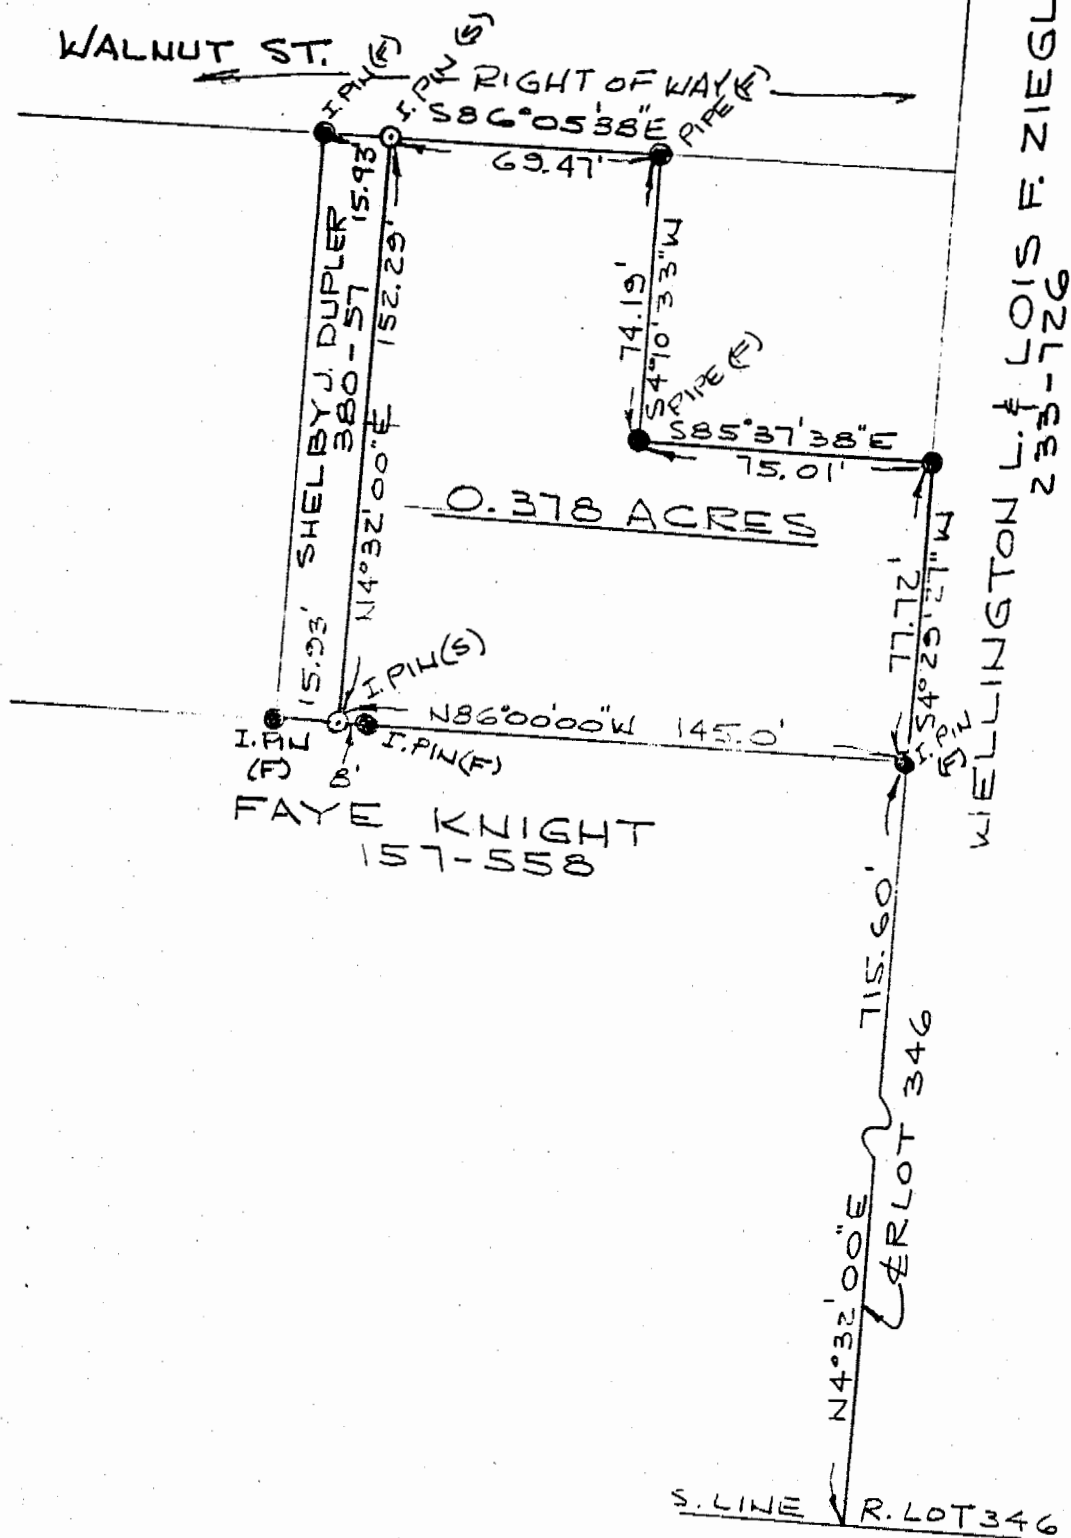 WALNUT ST.
I. PIN (F)
I. PIN (S)
RIGHT OF WAY
S86°05'38"E
PIPE (F)
69.47'
15.93
SHELBY J. DUPLER
380-57
152.29'
N4°32'00"E
15.93'
74.19'
S4°10'33"W
PIPE (F)
S85°37'38"E
75.01'
0.378 ACRES
77.72'
S4°29'27"W
I. PIN (S)
N86°00'00"W 145.0'
I. PIN (F)
8'
I. PIN (F)
I. PIN (F)
FAYE KNIGHT
157-558
WELLINGTON L. & LOIS F. ZIEGL
233-726
715.60'
N4°32'00"E
R LOT 346
S. LINE R. LOT 346